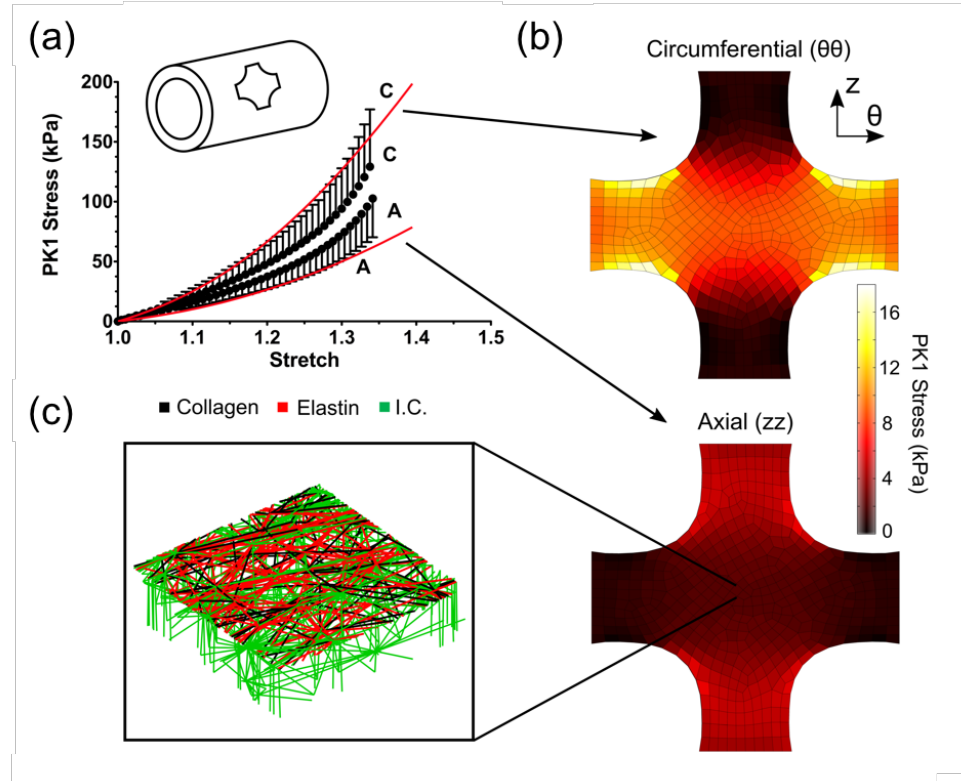 (a)
200
150
100
50
0
PK1 Stress (kPa)
1.0 1.1 1.2 1.3 1.4 1.5
Stretch
C
C
A
A
(b)
Circumferential (θθ)
z
θ
16
12
8
4
0
PK1 Stress (kPa)
Axial (zz)
(c)
Collagen Elastin I.C.